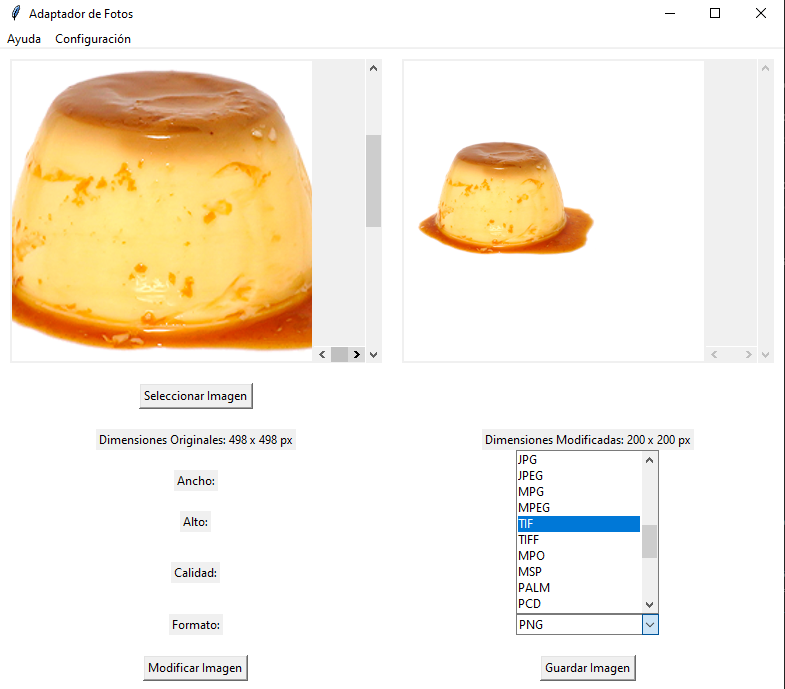 Adaptador de Fotos
Ayuda Configuración
Seleccionar Imagen
Dimensiones Originales: 498 x 498 px
Dimensiones Modificadas: 200 x 200 px
JPG
JPEG
MPG
MPEG
TIF
TIFF
MPO
MSP
PALM
PCD
PNG
Ancho:
Alto:
Calidad:
Formato:
Modificar Imagen
Guardar Imagen